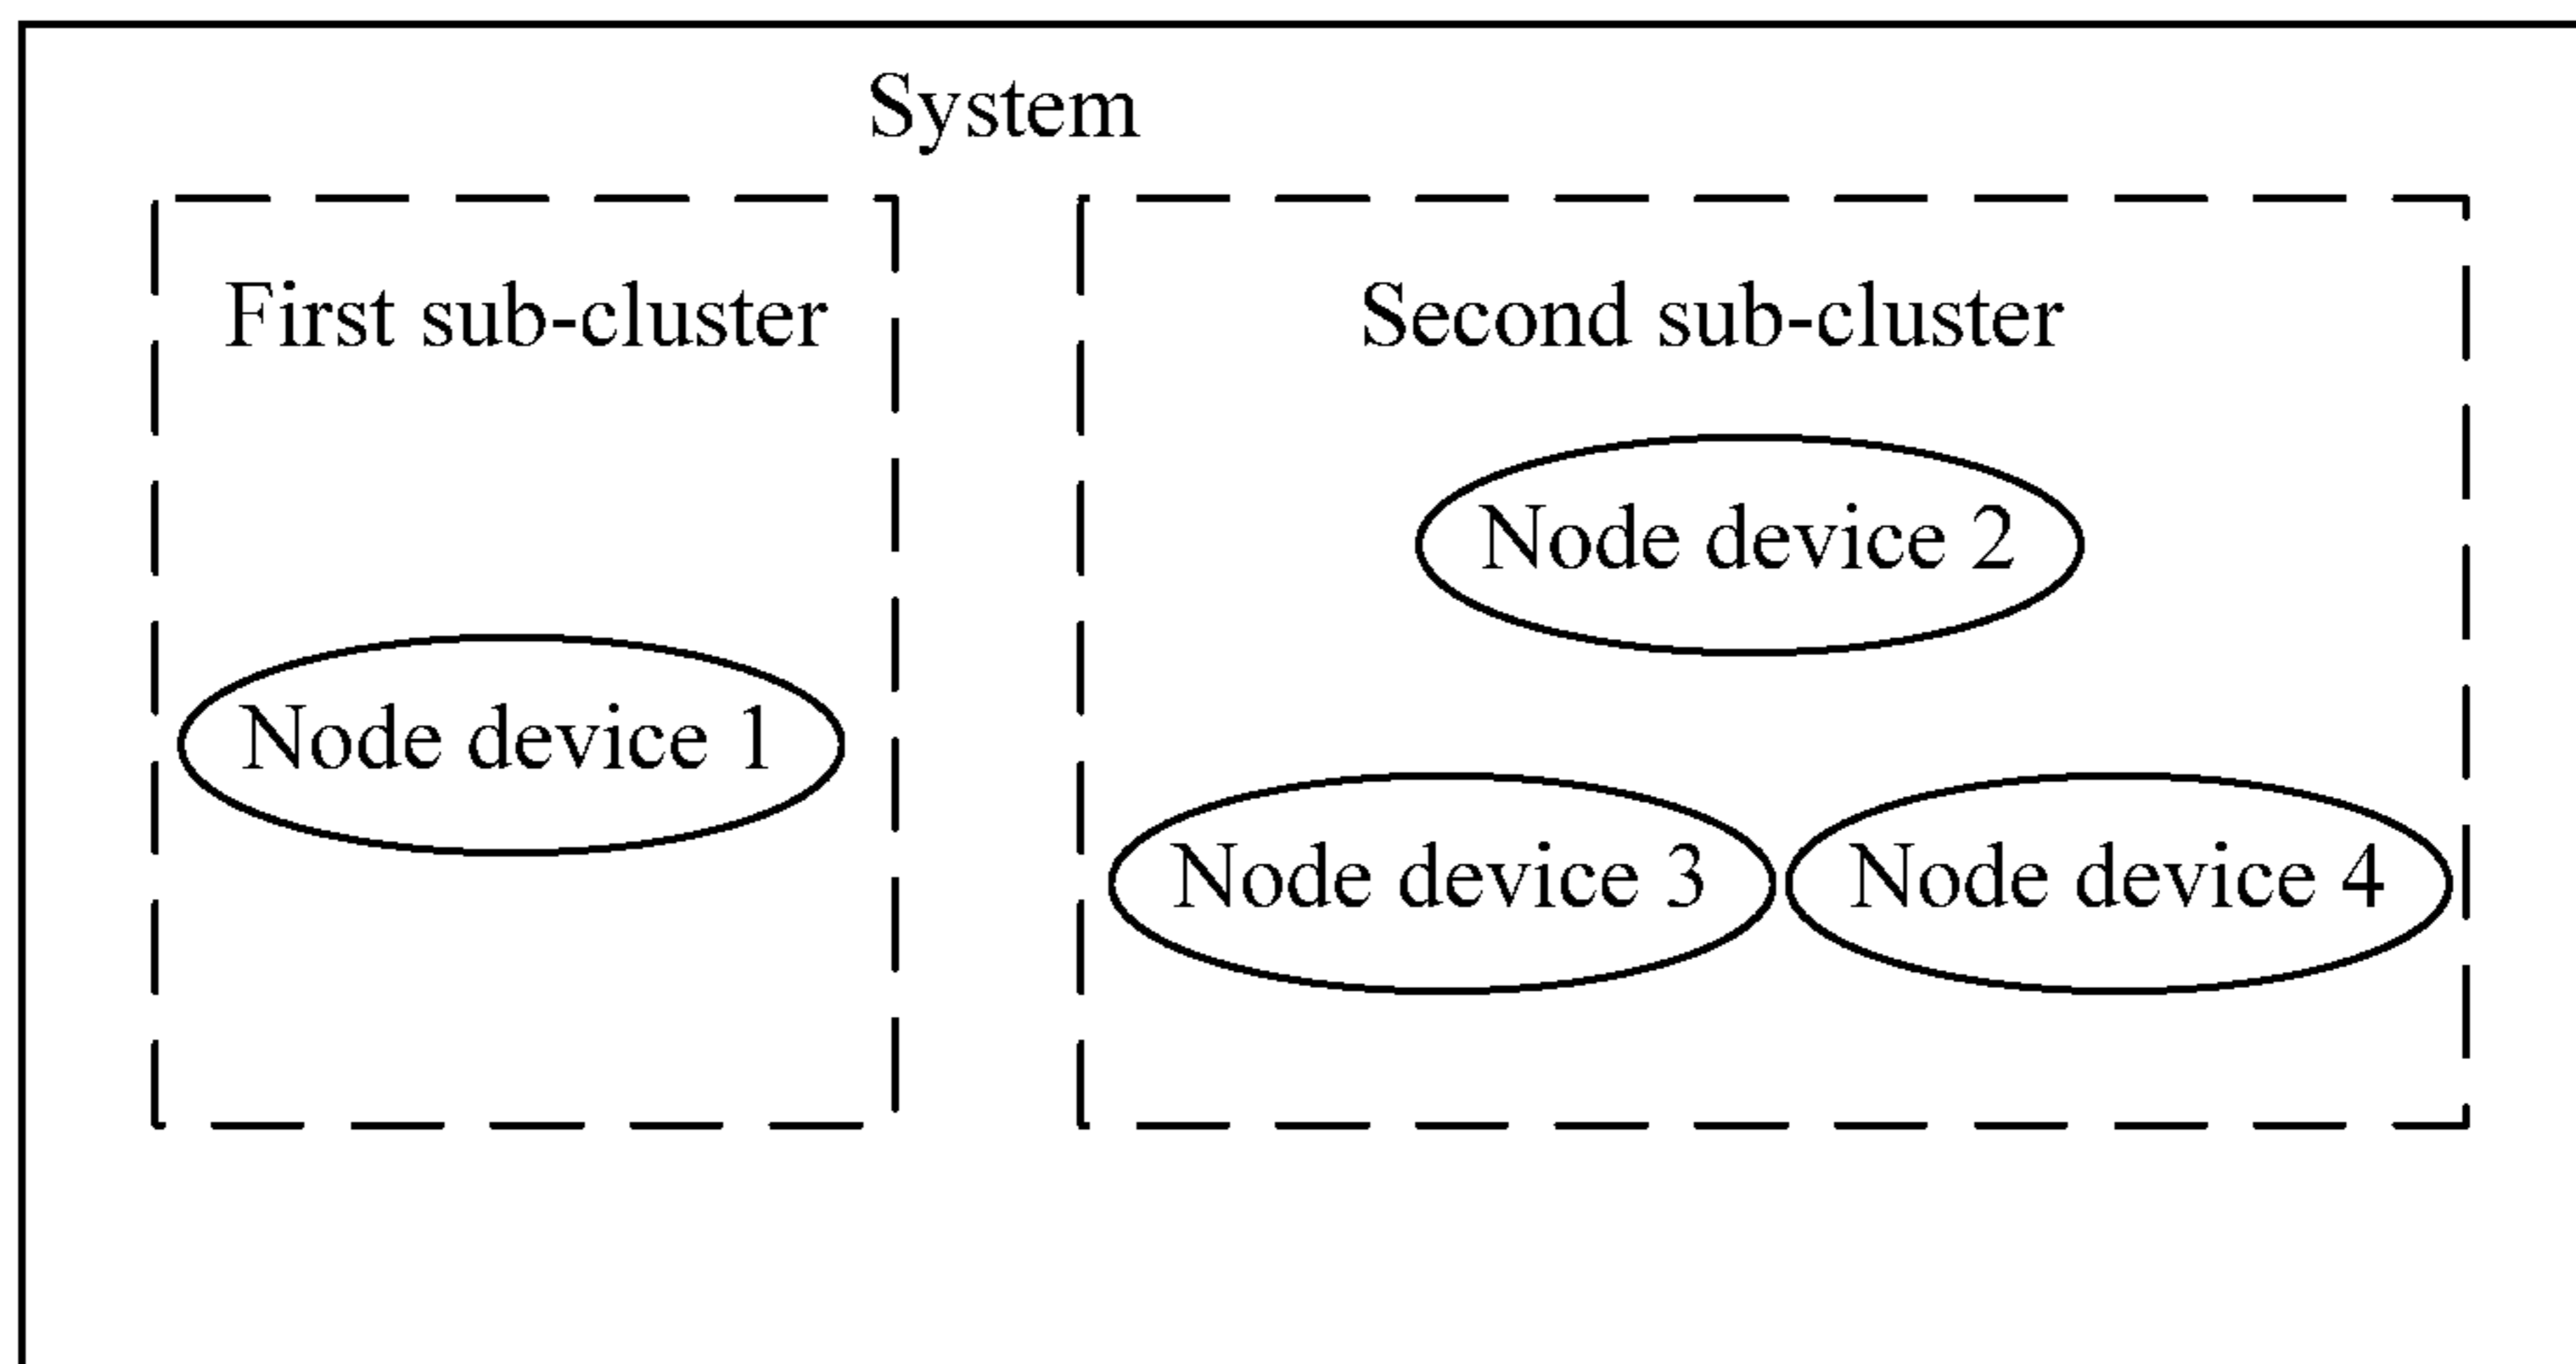 System
First sub-cluster
Node device 1
Second sub-cluster
Node device 2
Node device 3
Node device 4